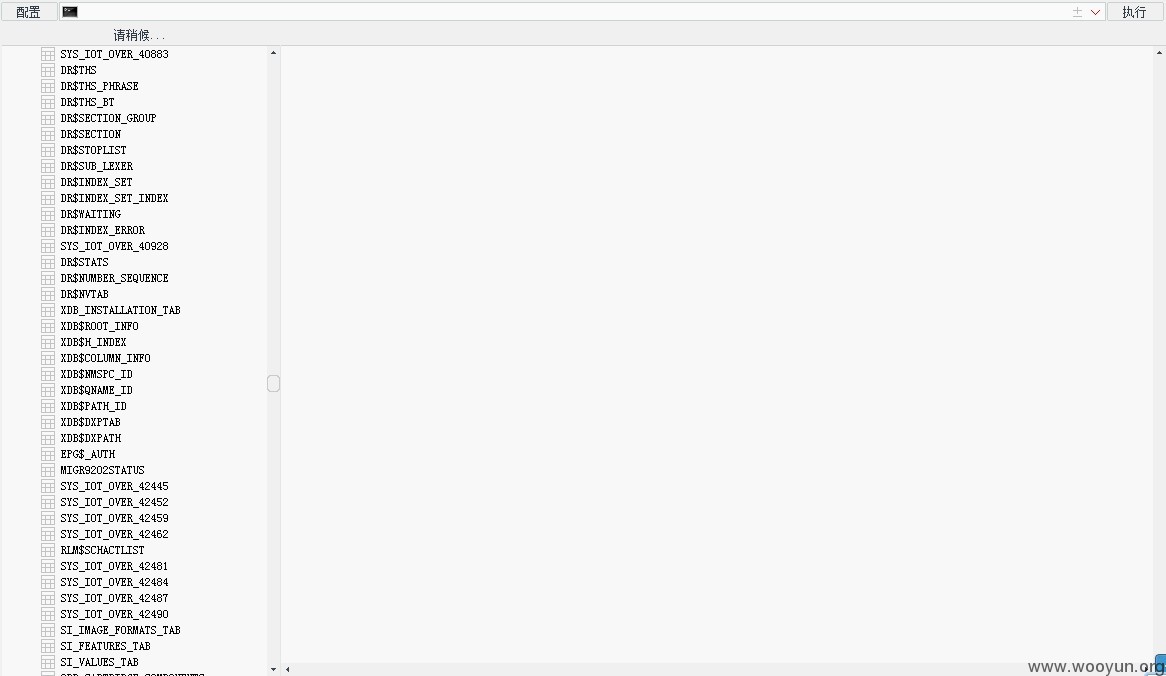 配置
执行
请稍候...
SYS_IOT_OVER_40883
DR$THS
DR$THS_PHRASE
DR$THS_BT
DR$SECTION_GROUP
DR$SECTION
DR$STOPLIST
DR$SUB_LEXER
DR$INDEX_SET
DR$INDEX_SET_INDEX
DR$WAITING
DR$INDEX_ERROR
SYS_IOT_OVER_40928
DR$STATS
DR$NUMBER_SEQUENCE
DR$NVTAB
XDB_INSTALLATION_TAB
XDB$ROOT_INFO
XDB$H_INDEX
XDB$COLUMN_INFO
XDB$NMSPC_ID
XDB$QNAME_ID
XDB$PATH_ID
XDB$DXPTAB
XDB$DXPATH
EPG$_AUTH
MIGR9202STATUS
SYS_IOT_OVER_42445
SYS_IOT_OVER_42452
SYS_IOT_OVER_42459
SYS_IOT_OVER_42462
RLM$SCHACTLIST
SYS_IOT_OVER_42481
SYS_IOT_OVER_42484
SYS_IOT_OVER_42487
SYS_IOT_OVER_42490
SI_IMAGE_FORMATS_TAB
SI_FEATURES_TAB
SI_VALUES_TAB
www.wooyun.org